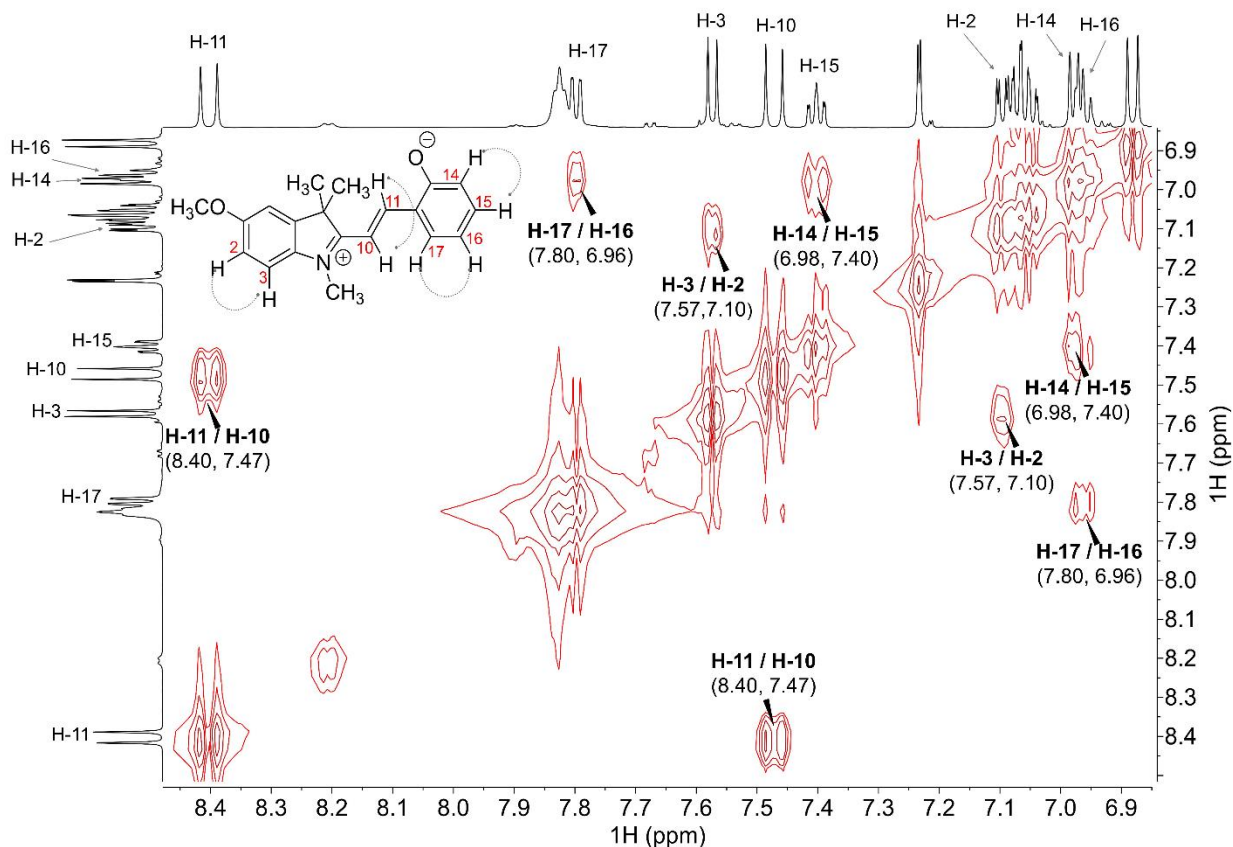 H-11
H-17
H-3
H-10
H-15
H-2
H-14
H-16
H-16
H-14
H-2
H-15
H-10
H-3
H-17
H-11
O
⊖
H
14
H
11
15
H
16
17
H
H
10
H
CH₃
CH₃
H₃CO
2
H
3
H
N
⊕
CH₃
H-17 / H-16
(7.80, 6.96)
H-3 / H-2
(7.57,7.10)
H-14 / H-15
(6.98, 7.40)
H-11 / H-10
(8.40, 7.47)
H-14 / H-15
(6.98, 7.40)
H-3 / H-2
(7.57, 7.10)
H-17 / H-16
(7.80, 6.96)
H-11 / H-10
(8.40, 7.47)
6.9
7.0
7.1
7.2
7.3
7.4
7.5
7.6
7.7
7.8
7.9
8.0
8.1
8.2
8.3
8.4
1H (ppm)
8.4 8.3 8.2 8.1 8.0 7.9 7.8 7.7 7.6 7.5 7.4 7.3 7.2 7.1 7.0 6.9
1H (ppm)